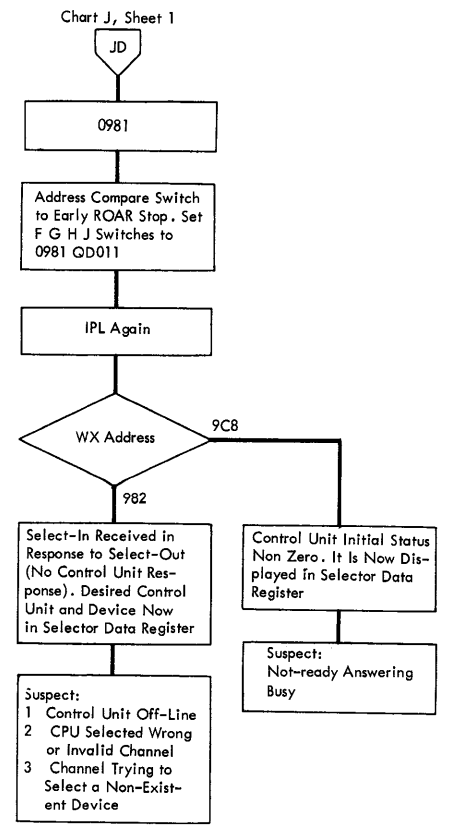 Chart J, Sheet 1
JD
0981
Address Compare Switch
to Early ROAR Stop. Set
F G H J Switches to
0981 QD011
IPL Again
WX Address
9C8
982
Select-In Received in
Response to Select-Out
(No Control Unit Res-
ponse). Desired Control
Unit and Device Now
in Selector Data Register
Control Unit Initial Status
Non Zero. It Is Now Dis-
played in Selector Data
Register
Suspect:
Not-ready Answering
Busy
Suspect:
1 Control Unit Off-Line
2 CPU Selected Wrong
or Invalid Channel
3 Channel Trying to
Select a Non-Exist-
ent Device